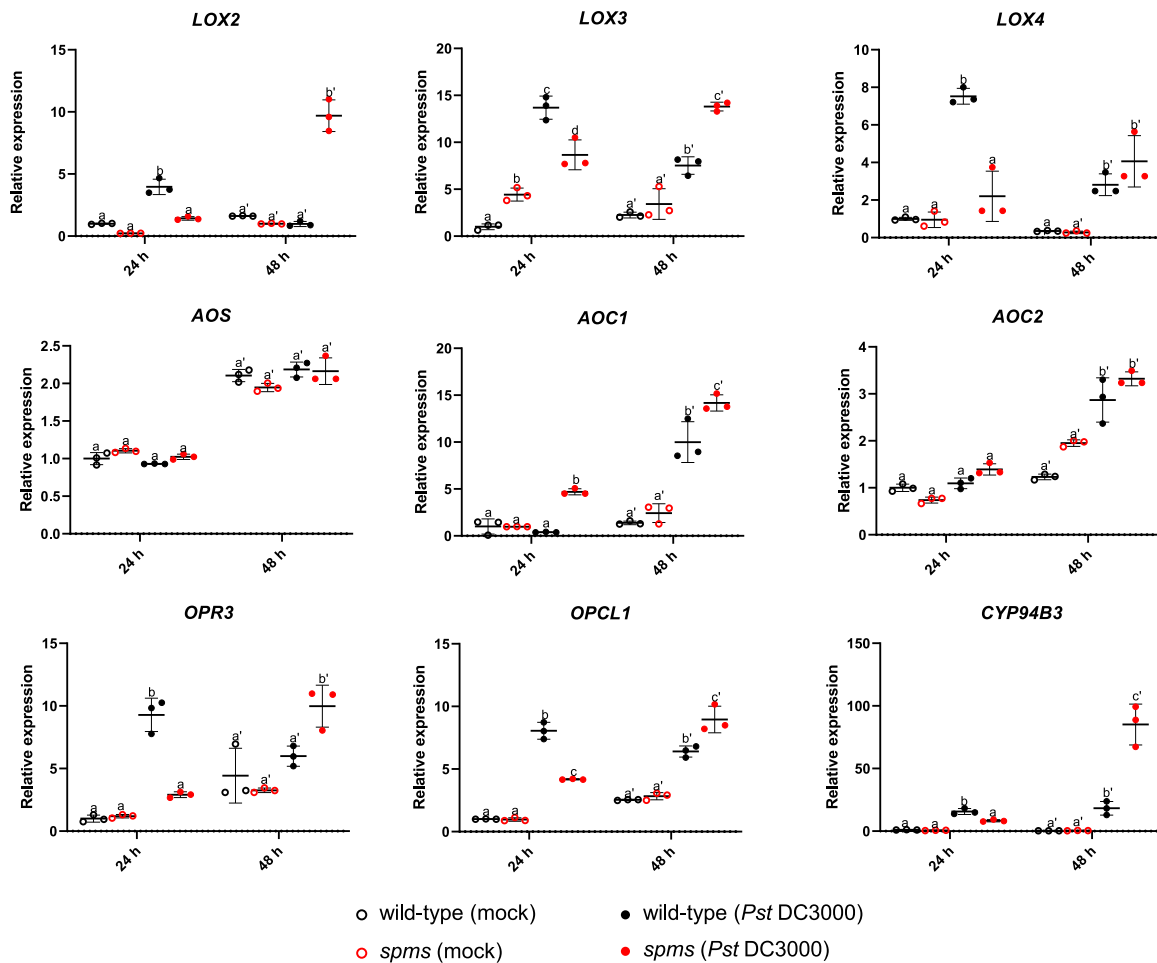 LOX2
Relative expression
15
10
5
0
a a b a a' a' a' b'
24 h
48 h
LOX3
Relative expression
20
15
10
5
0
a b c d a' a' b' c'
24 h
48 h
LOX4
Relative expression
10
8
6
4
2
0
a a b a a' a' b' b'
24 h
48 h
AOS
Relative expression
2.5
2.0
1.5
1.0
0.5
0.0
a a a a a' a' a' a'
24 h
48 h
AOC1
Relative expression
20
15
10
5
0
a a a b a' a' b' c'
24 h
48 h
AOC2
Relative expression
4
3
2
1
0
a a a a a' a' b' b'
24 h
48 h
OPR3
Relative expression
15
10
5
0
a a b a a' a' a' b'
24 h
48 h
OPCL1
Relative expression
15
10
5
0
a a b c a' a' b' c'
24 h
48 h
CYP94B3
Relative expression
150
100
50
0
a a b a a' a' b' c'
24 h
48 h
wild-type (mock)
wild-type (Pst DC3000)
spms (mock)
spms (Pst DC3000)